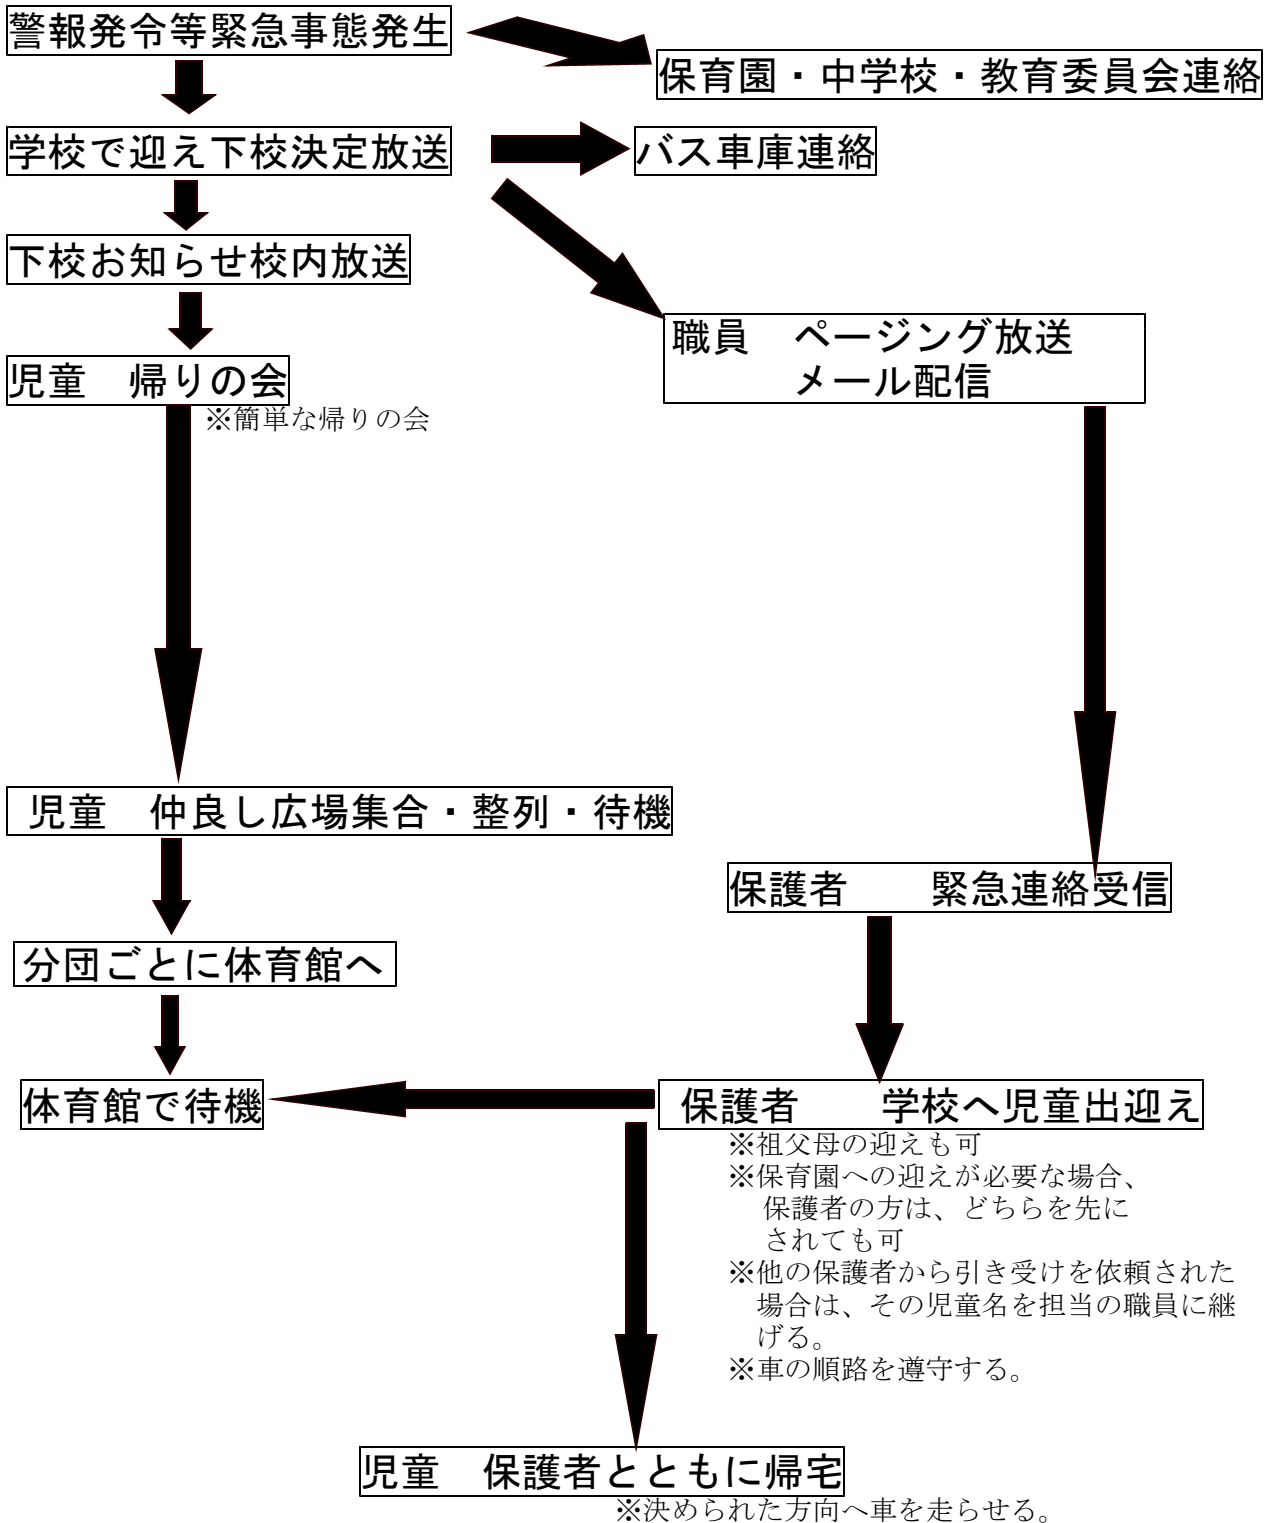 警報発令等緊急事態発生
保育園・中学校・教育委員会連絡
学校で迎え下校決定放送
バス車庫連絡
下校お知らせ校内放送
職員　ページング放送
メール配信
児童　帰りの会
※簡単な帰りの会
児童　仲良し広場集合・整列・待機
保護者　　緊急連絡受信
分団ごとに体育館へ
体育館で待機
保護者　　学校へ児童出迎え
※祖父母の迎えも可
※保育園への迎えが必要な場合、
保護者の方は、どちらを先に
されても可
※他の保護者から引き受けを依頼された
場合は、その児童名を担当の職員に継
げる。
※車の順路を遵守する。
児童　保護者とともに帰宅
※決められた方向へ車を走らせる。